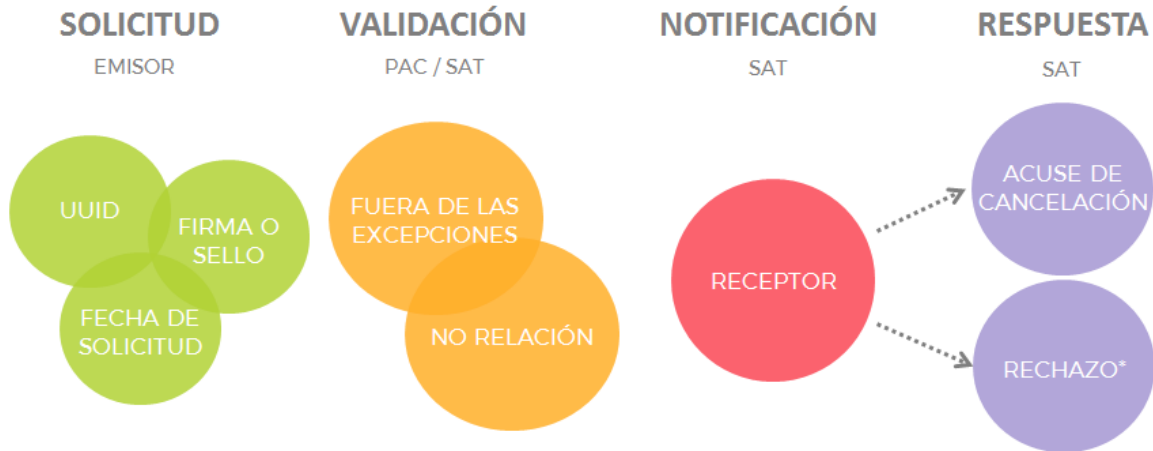 SOLICITUD
EMISOR
UUID
FIRMA O
SELLO
FECHA DE
SOLICITUD
VALIDACIÓN
PAC / SAT
FUERA DE LAS
EXCEPCIONES
NO RELACIÓN
NOTIFICACIÓN
SAT
RECEPTOR
RESPUESTA
SAT
ACUSE DE
CANCELACIÓN
RECHAZO*